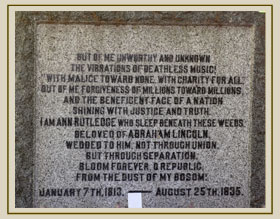 OUT OF ME UNWORTHY AND UNKNOWN
THE VIBRATIONS OF DEATHLESS MUSIC!
WITH MALICE TOWARD NONE, WITH CHARITY FOR ALL.
OUT OF ME FORGIVENESS OF MILLIONS TOWARD MILLIONS,
AND THE BENEFICENT FACE OF A NATION
SHINING WITH JUSTICE AND TRUTH.
I AM ANN RUTLEDGE WHO SLEEP BENEATH THESE WEEDS,
BELOVED OF ABRAHAM LINCOLN,
WEDDED TO HIM, NOT THROUGH UNION,
BUT THROUGH SEPARATION.
BLOOM FOREVER, O REPUBLIC,
FROM THE DUST OF MY BOSOM!
JANUARY 7TH, 1813. — AUGUST 25TH, 1835.